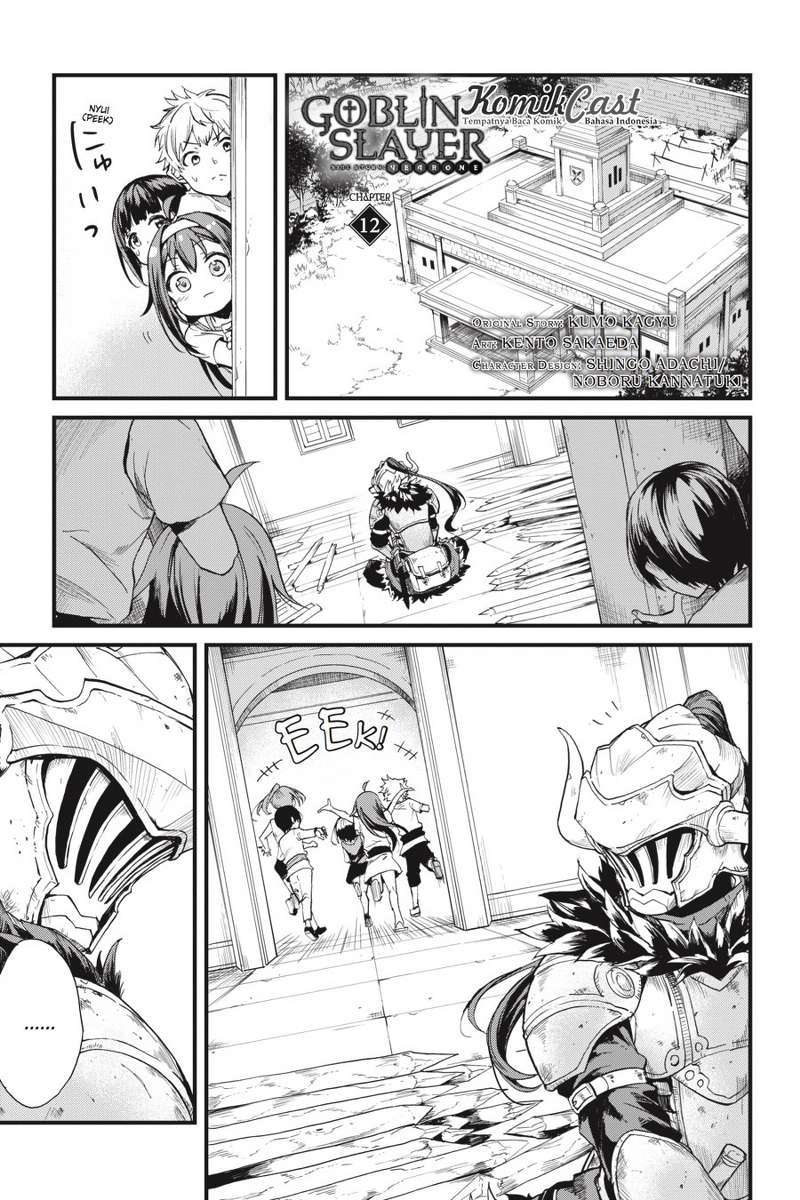 GOBLIN
SLAYER
SIDE STORY: YEAR ONE
KomikCast
Tempatnya Baca Komik Bahasa Indonesia
CHAPTER
12
ORIGINAL STORY: KUMO KAGYU
ART: KENTO SAKAEDA
CHARACTER DESIGN: SHINGO ADACHI/
NOBORU KANNATUKI
NYU!
(PEEK)
にゅいっ
EEK!
......